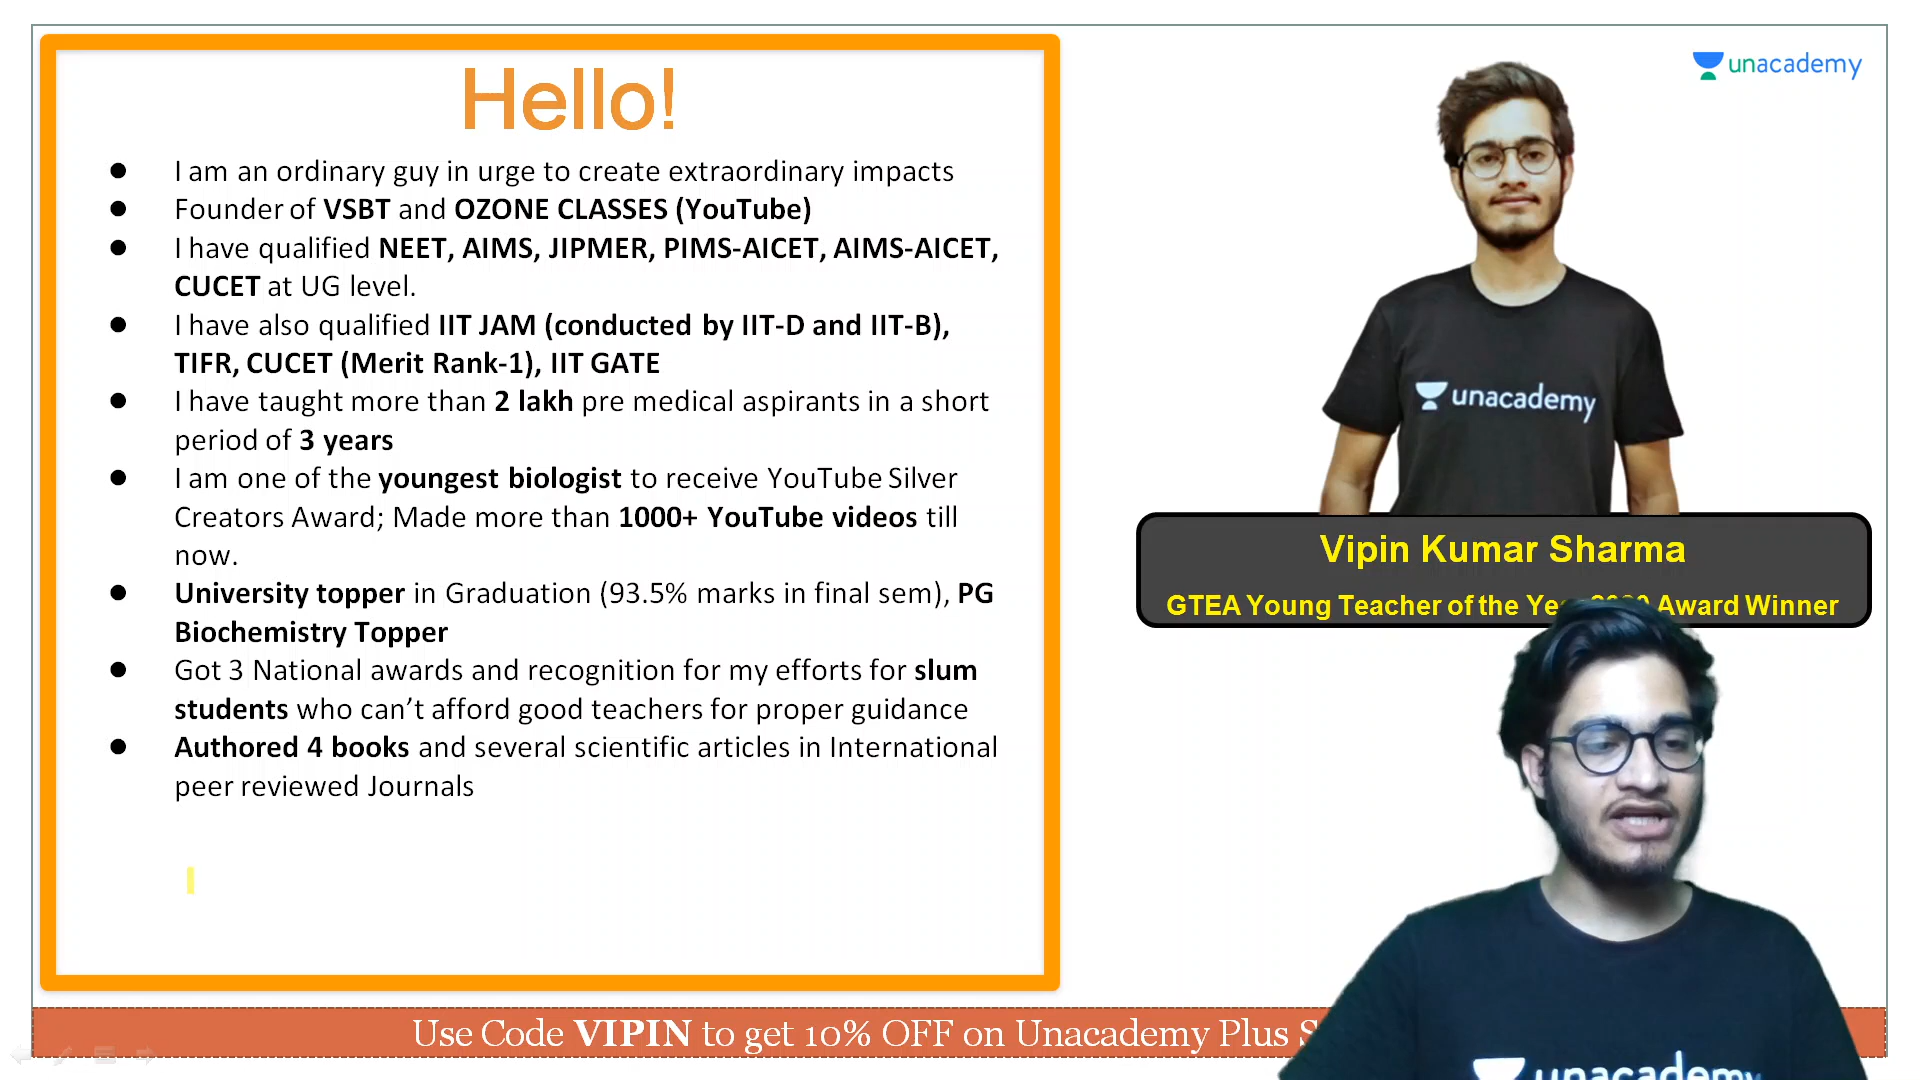 Hello!
● I am an ordinary guy in urge to create extraordinary impacts
● Founder of VSBT and OZONE CLASSES (YouTube)
● I have qualified NEET, AIMS, JIPMER, PIMS-AICET, AIMS-AICET,
CUCET at UG level.
● I have also qualified IIT JAM (conducted by IIT-D and IIT-B),
TIFR, CUCET (Merit Rank-1), IIT GATE
● I have taught more than 2 lakh pre medical aspirants in a short
period of 3 years
● I am one of the youngest biologist to receive YouTube Silver
Creators Award; Made more than 1000+ YouTube videos till
now.
● University topper in Graduation (93.5% marks in final sem), PG
Biochemistry Topper
● Got 3 National awards and recognition for my efforts for slum
students who can’t afford good teachers for proper guidance
● Authored 4 books and several scientific articles in International
peer reviewed Journals
unacademy
unacademy
Vipin Kumar Sharma
GTEA Young Teacher of the Award Winner
unacademy
Use Code VIPIN to get 10% OFF on Unacademy Plus